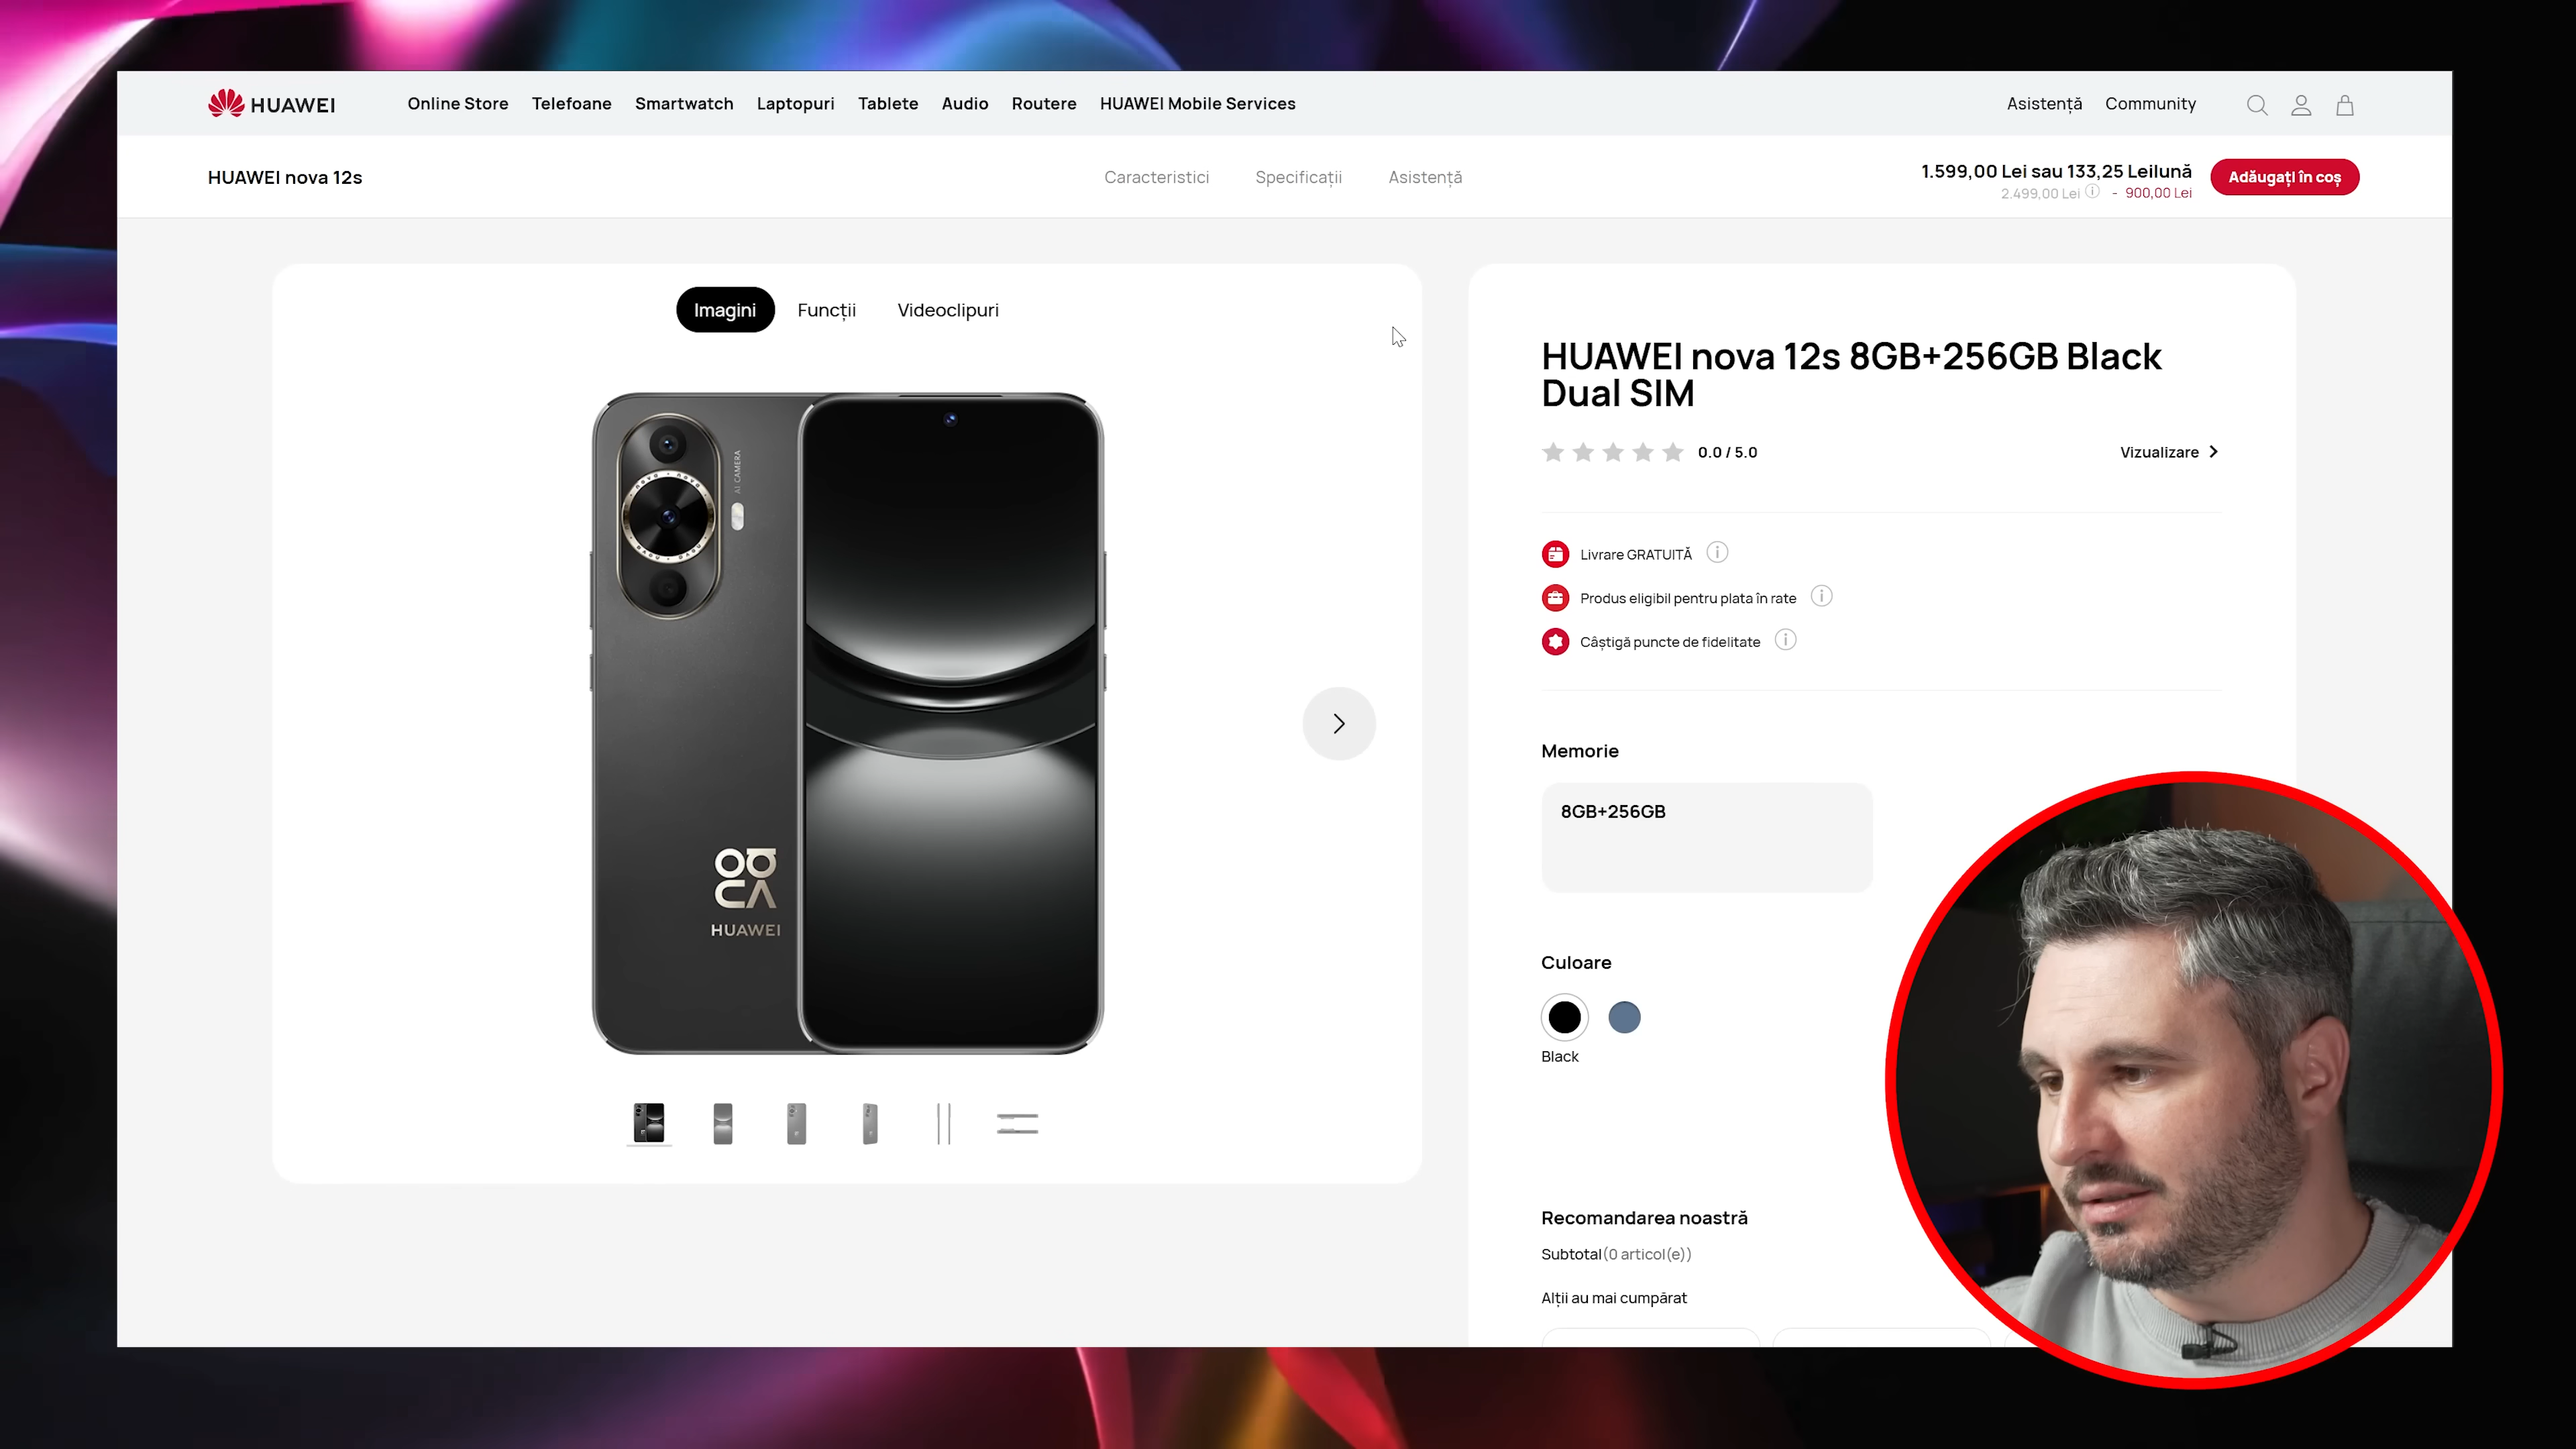 HUAWEI
Online Store Telefoane Smartwatch Laptopuri Tablete Audio Routere HUAWEI Mobile Services
Asistență Community
HUAWEI nova 12s
Caracteristici Specificații Asistență
1.599,00 Lei sau 133,25 Leilună
2.499,00 Lei - 900,00 Lei
Adăugați în coș
Imagini Funcții Videoclipuri
AI CAMERA
nova
HUAWEI
HUAWEI nova 12s 8GB+256GB Black
Dual SIM
0.0 / 5.0
Vizualizare
Livrare GRATUITĂ
Produs eligibil pentru plata în rate
Câștigă puncte de fidelitate
Memorie
8GB+256GB
Culoare
Black
Recomandarea noastră
Subtotal(0 articol(e))
Alții au mai cumpărat